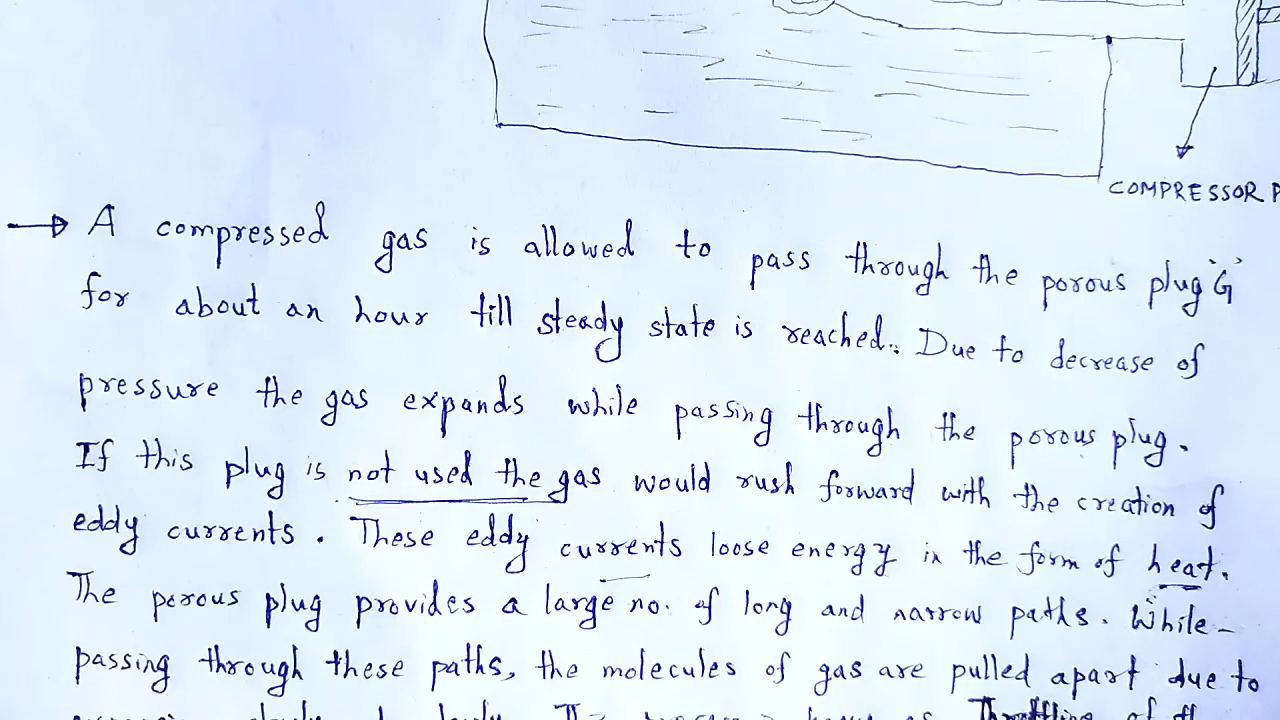 COMPRESSOR P
A compressed gas is allowed to pass through the porous plug 'G'
for about an hour till steady state is reached. Due to decrease of
pressure the gas expands while passing through the porous plug.
If this plug is not used the gas would rush forward with the creation of
eddy currents. These eddy currents loose energy in the form of heat.
The porous plug provides a large no. of long and narrow paths. While
passing through these paths, the molecules of gas are pulled apart due to
Throttling of